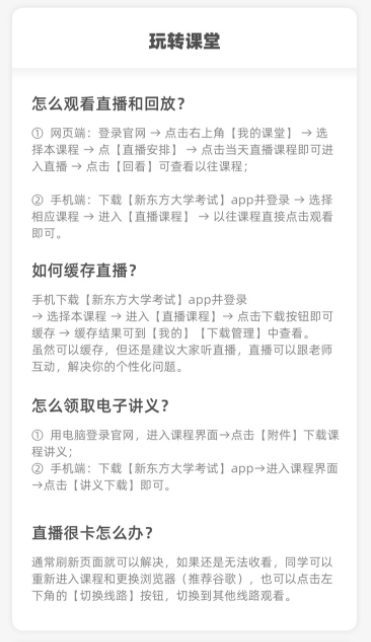 玩转课堂
怎么观看直播和回放？
① 网页端：登录官网 → 点击右上角【我的课堂】 → 选
择本课程 → 点【直播安排】 → 点击当天直播课程即可进
入直播 → 点击【回看】可查看以往课程；
② 手机端：下载【新东方大学考试】app并登录 → 选择
相应课程 → 进入【直播课程】 → 以往课程直接点击观看
即可。
如何缓存直播？
手机下载【新东方大学考试】app并登录
→ 选择本课程 → 进入【直播课程】→ 点击下载按钮即可
缓存 → 缓存结果可到【我的】【下载管理】中查看。
虽然可以缓存，但还是建议大家听直播，直播可以跟老师
互动，解决你的个性化问题。
怎么领取电子讲义？
① 用电脑登录官网，进入课程界面→点击【附件】下载课
程讲义；
② 手机端：下载【新东方大学考试】app→进入课程界面
→点击【讲义下载】即可。
直播很卡怎么办？
通常刷新页面就可以解决，如果还是无法收看，同学可以
重新进入课程和更换浏览器（推荐谷歌），也可以点击左
下角的【切换线路】按钮，切换到其他线路观看。